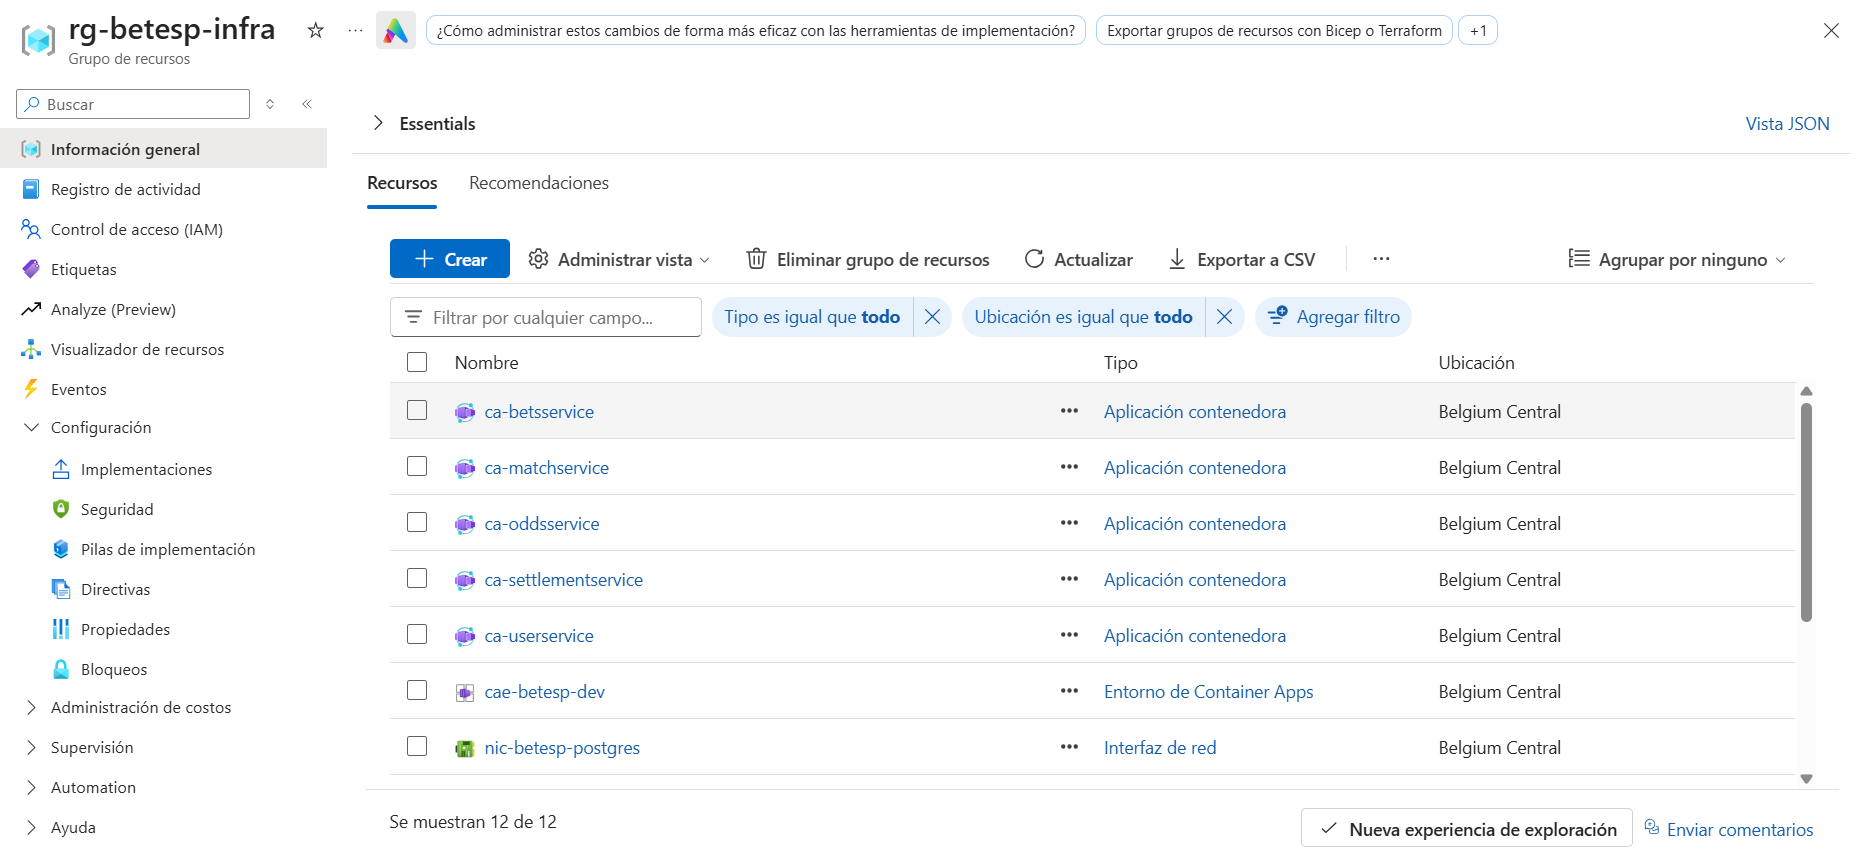 rg-betesp-infra
Grupo de recursos
¿Cómo administrar estos cambios de forma más eficaz con las herramientas de implementación?
Exportar grupos de recursos con Bicep o Terraform
+1
Buscar
Información general
Registro de actividad
Control de acceso (IAM)
Etiquetas
Analyze (Preview)
Visualizador de recursos
Eventos
Configuración
Implementaciones
Seguridad
Pilas de implementación
Directivas
Propiedades
Bloqueos
Administración de costos
Supervisión
Automation
Ayuda
Essentials
Vista JSON
Recursos Recomendaciones
Crear Administrar vista Eliminar grupo de recursos Actualizar Exportar a CSV Agrupar por ninguno
Filtrar por cualquier campo... Tipo es igual que todo Ubicación es igual que todo Agregar filtro
Nombre Tipo Ubicación
ca-betsservice Aplicación contenedora Belgium Central
ca-matchservice Aplicación contenedora Belgium Central
ca-oddsservice Aplicación contenedora Belgium Central
ca-settlementservice Aplicación contenedora Belgium Central
ca-userservice Aplicación contenedora Belgium Central
cae-betesp-dev Entorno de Container Apps Belgium Central
nic-betesp-postgres Interfaz de red Belgium Central
Se muestran 12 de 12
Nueva experiencia de exploración
Enviar comentarios